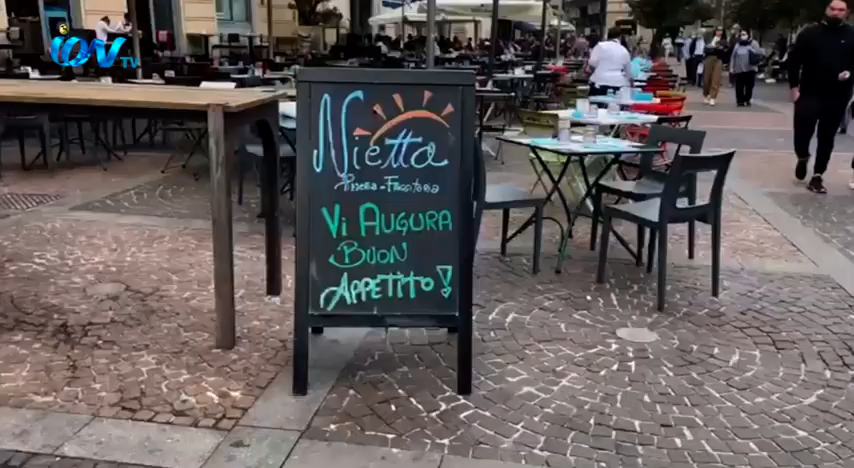 iov TV
Nietta
Pizzeria - Friggitoria
Vi AUGURA
BUON
APPETITO!